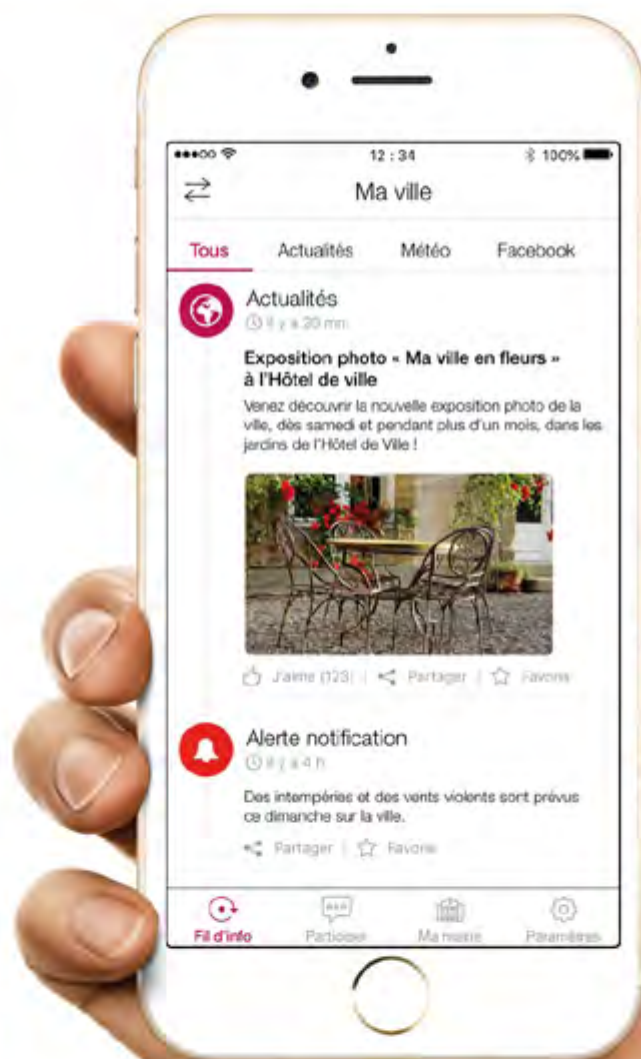 12 : 34
100%
Ma ville
Tous Actualités Météo Facebook
Actualités
il y a 20 mn
Exposition photo « Ma ville en fleurs »
à l'Hôtel de ville
Venez découvrir la nouvelle exposition photo de la
ville, dès samedi et pendant plus d'un mois, dans les
jardins de l'Hôtel de Ville !
J'aime (123) | Partager | Favoris
Alerte notification
il y a 4 h
Des intempéries et des vents violents sont prévus
ce dimanche sur la ville.
Partager | Favoris
Fil d'info Participer Ma mairie Paramètres